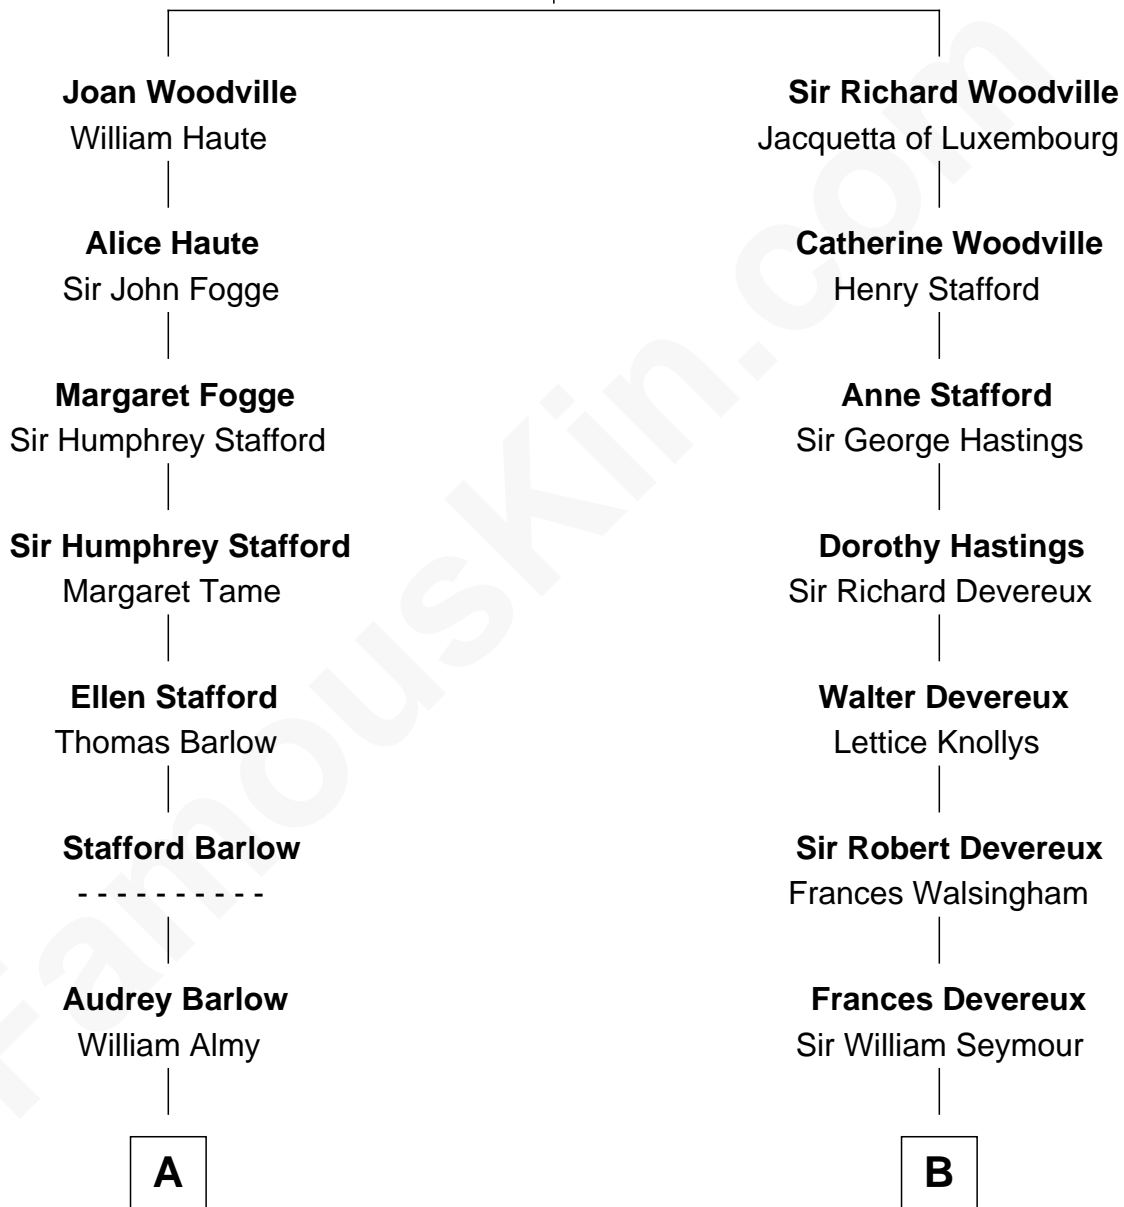 Joan Woodville
William Haute
Alice Haute
Sir John Fogge
Margaret Fogge
Sir Humphrey Stafford
Sir Humphrey Stafford
Margaret Tame
Ellen Stafford
Thomas Barlow
Stafford Barlow
- - - - - - - - - -
Audrey Barlow
William Almy
A
Sir Richard Woodville
Jacquetta of Luxembourg
Catherine Woodville
Henry Stafford
Anne Stafford
Sir George Hastings
Dorothy Hastings
Sir Richard Devereux
Walter Devereux
Lettice Knollys
Sir Robert Devereux
Frances Walsingham
Frances Devereux
Sir William Seymour
B
FamousKin.com